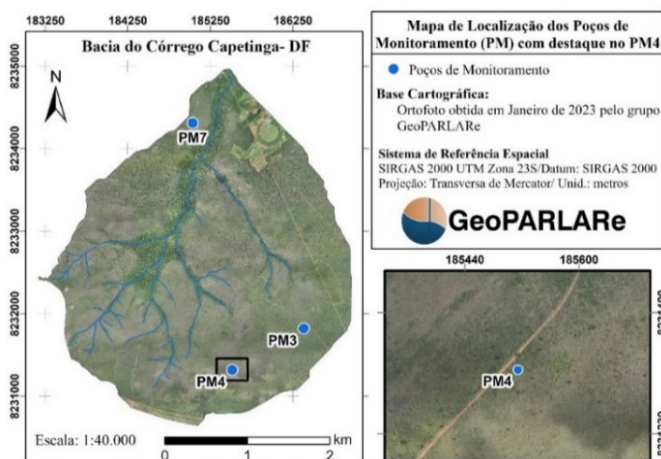 183250 184250 185250 186250
Bacia do Córrego Capetinga- DF
N
8235000
8234000
8233000
8232000
8231000
PM7
PM3
PM4
Escala: 1:40.000
0 1 2
km
Mapa de Localização dos Poços de
Monitoramento (PM) com destaque no PM4
Poços de Monitoramento
Base Cartográfica:
Ortofoto obtida em Janeiro de 2023 pelo grupo
GeoPARLARe
Sistema de Referência Espacial
SIRGAS 2000 UTM Zona 23S/Datum: SIRGAS 2000
Projeção: Transversa de Mercator/ Unid.: metros
GeoPARLARe
185440 185600
PM4